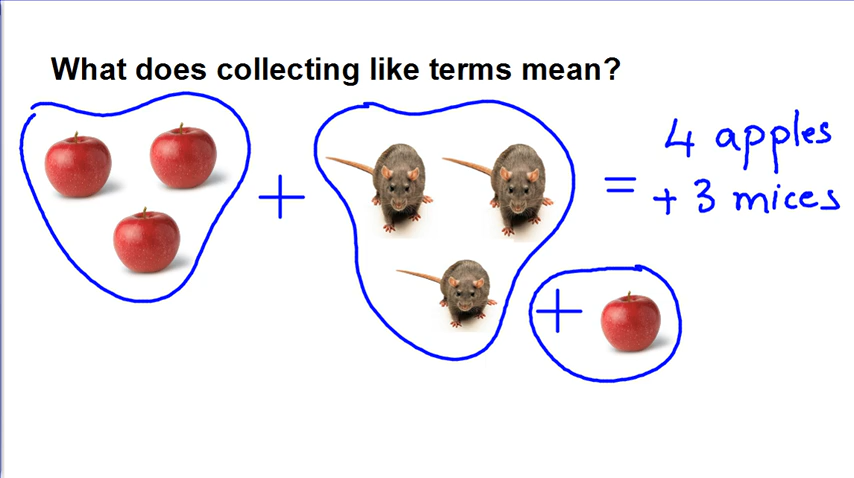 What does collecting like terms mean?
+
= 4 apples
+ 3 mices
+